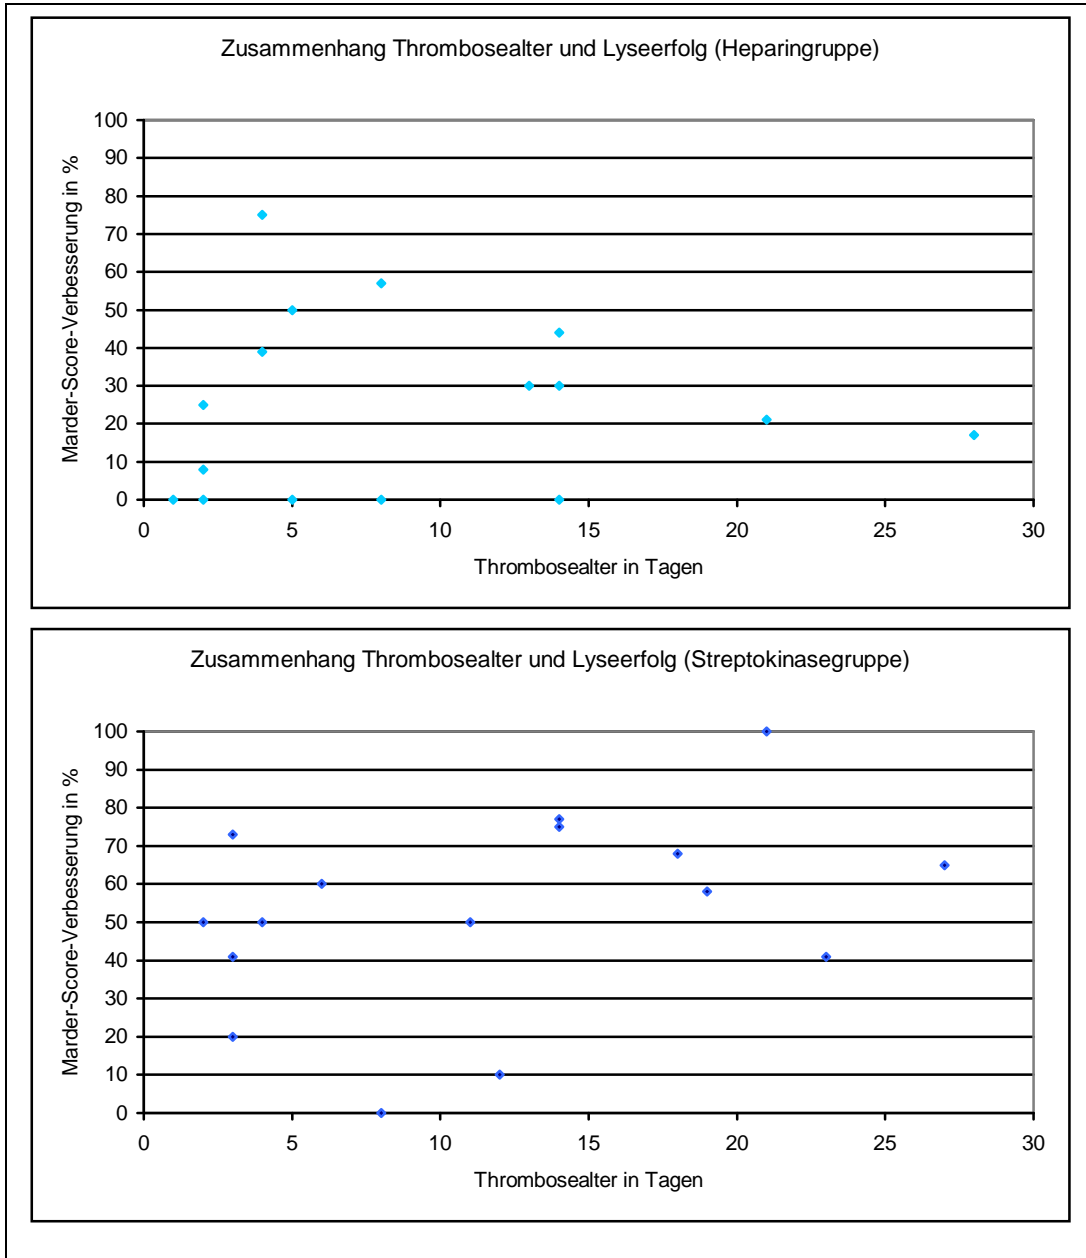 Zusammenhang Thrombosealter und Lyseerfolg (Heparingruppe)
Marder-Score-Verbesserung in %
100
90
80
70
60
50
40
30
20
10
0
0 5 10 15 20 25 30
Thrombosealter in Tagen
Zusammenhang Thrombosealter und Lyseerfolg (Streptokinasegruppe)
Marder-Score-Verbesserung in %
100
90
80
70
60
50
40
30
20
10
0
0 5 10 15 20 25 30
Thrombosealter in Tagen